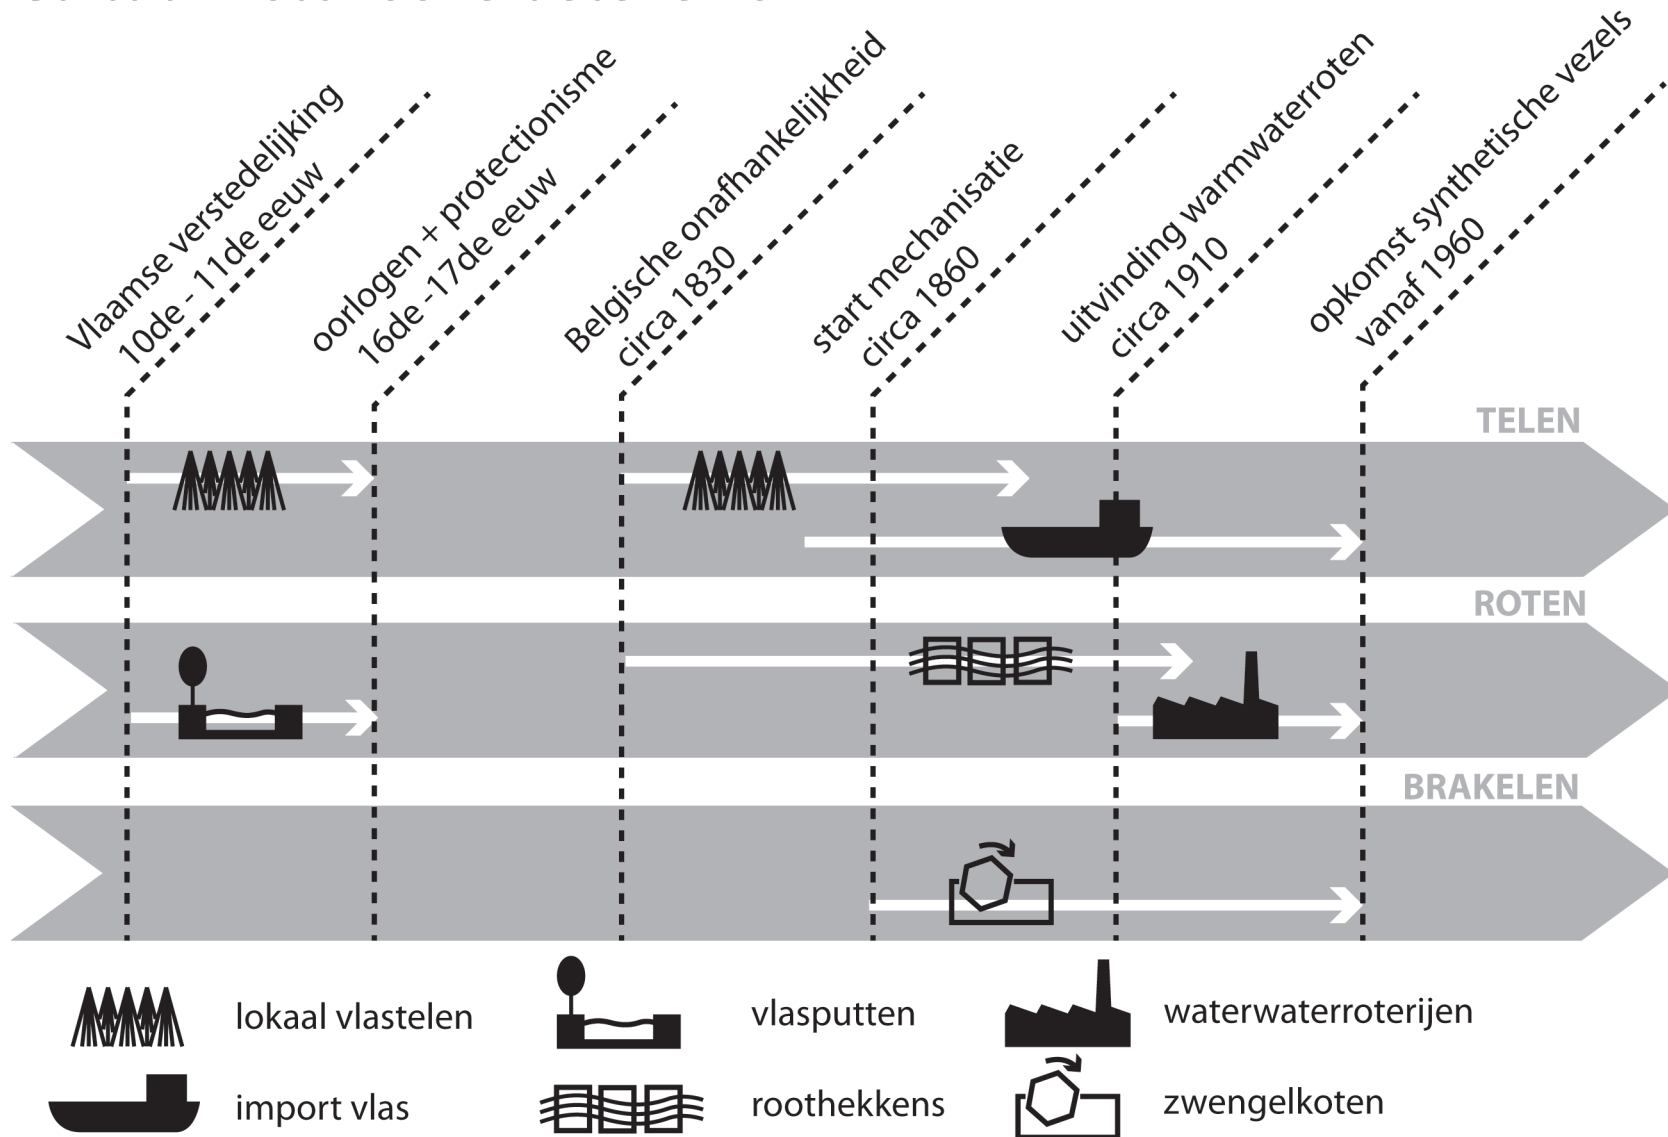 Vlaamse verstedelijking
10de - 11de eeuw
oorlogen + protectionisme
16de -17de eeuw
Belgische onafhankelijkheid
circa 1830
start mechanisatie
circa 1860
uitvinding warmwaterroten
circa 1910
opkomst synthetische vezels
vanaf 1960
TELEN
ROTEN
BRAKELEN
lokaal vlastelen
vlasputten
waterwaterroterijen
import vlas
roothekkens
zwengelkoten